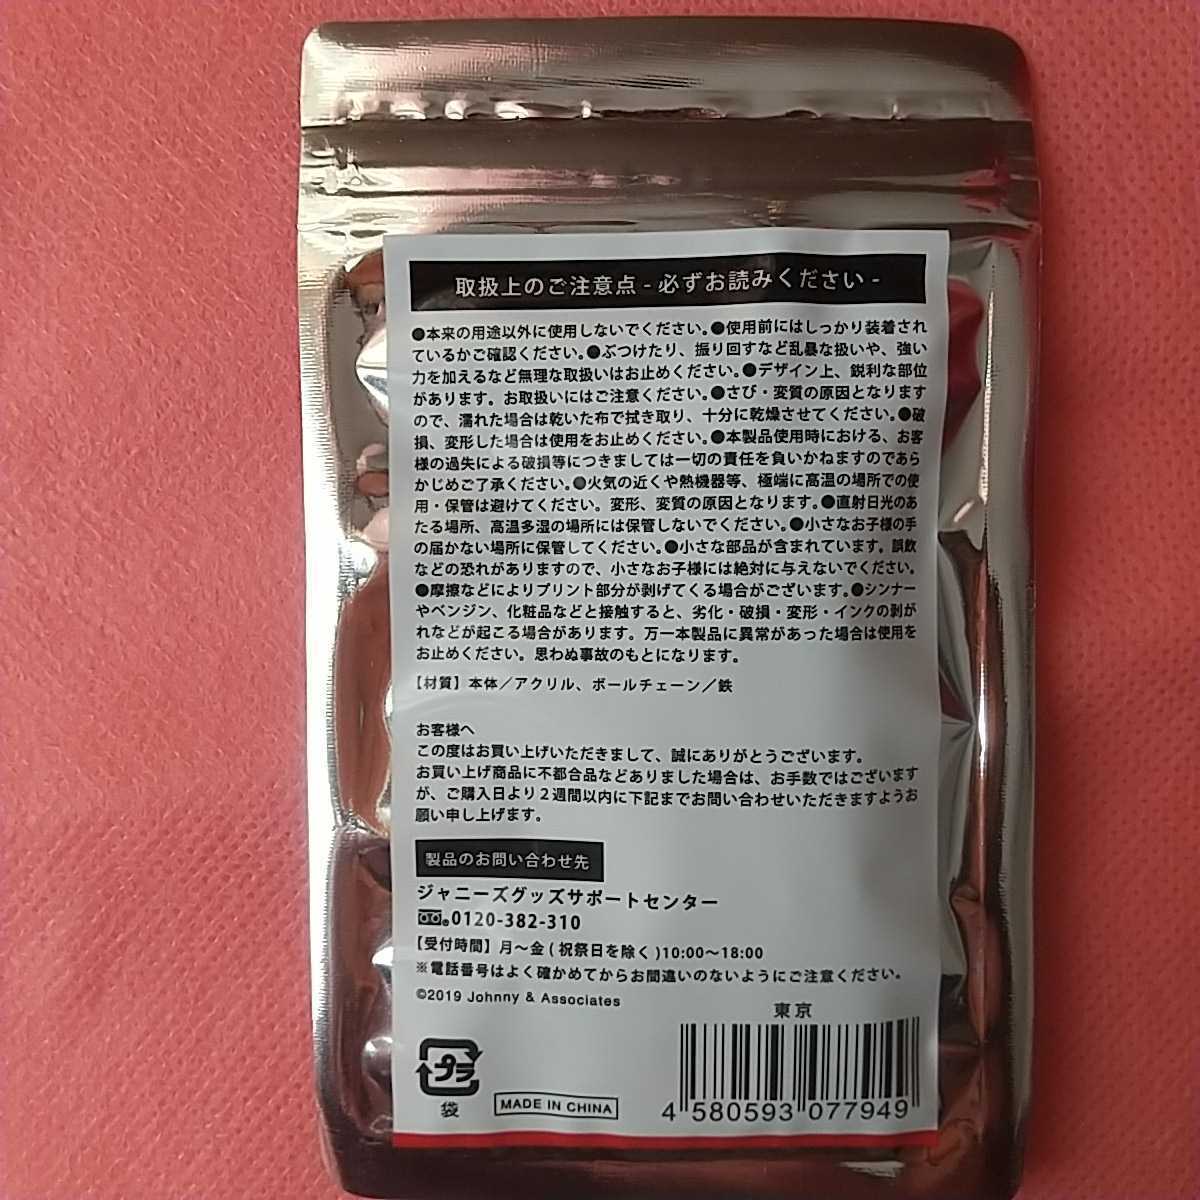 取扱上のご注意点 - 必ずお読みください -
●本来の用途以外に使用しないでください。●使用前にはしっかり装着され
ているかご確認ください。●ぶつけたり、振り回すなど乱暴な扱いや、強い
力を加えるなど無理な取扱いはお止めください。●デザイン上、鋭利な部位
があります。お取扱いにはご注意ください。●さび・変質の原因となります
ので、濡れた場合は乾いた布で拭き取り、十分に乾燥させてください。●破
損、変形した場合は使用をお止めください。●本製品使用時における、お客
様の過失による破損等につきましては一切の責任を負いかねますのであら
かじめご了承ください。●火気の近くや熱機器等、極端に高温の場所での使
用・保管は避けてください。変形、変質の原因となります。●直射日光のあ
たる場所、高温多湿の場所には保管しないでください。●小さなお子様の手
の届かない場所に保管してください。●小さな部品が含まれています。誤飲
などの恐れがありますので、小さなお子様には絶対に与えないでください。
●摩擦などによりプリント部分が剥げてくる場合がございます。●シンナー
やベンジン、化粧品などと接触すると、劣化・破損・変形・インクの剥が
れなどが起こる場合があります。万一本製品に異常があった場合は使用を
お止めください。思わぬ事故のもとになります。
【材質】本体／アクリル、ボールチェーン／鉄
お客様へ
この度はお買い上げいただきまして、誠にありがとうございます。
お買い上げ商品に不都合品などありました場合は、お手数ではございます
が、ご購入日より２週間以内に下記までお問い合わせいただきますようお
願い申し上げます。
製品のお問い合わせ先
ジャニーズグッズサポートセンター
®0120-382-310
【受付時間】月〜金(祝祭日を除く)10:00〜18:00
※電話番号はよく確かめてからお間違いのないようにご注意ください。
©2019 Johnny & Associates
東京
プラ
袋
MADE IN CHINA
4 580593 077949